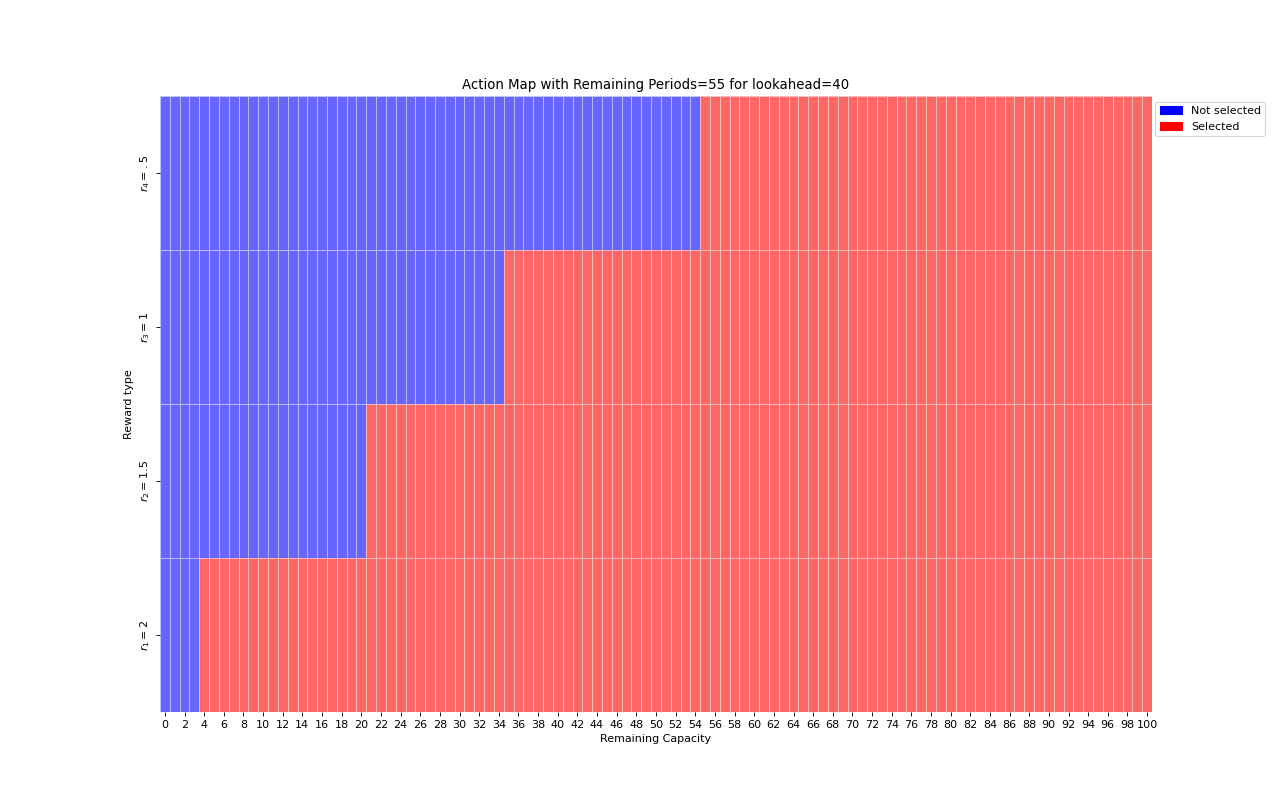 Action Map with Remaining Periods=55 for lookahead=40
Not selected
Selected
Reward type
r₄ = .5
r₃ = 1
r₂ = 1.5
r₁ = 2
0 2 4 6 8 10 12 14 16 18 20 22 24 26 28 30 32 34 36 38 40 42 44 46 48 50 52 54 56 58 60 62 64 66 68 70 72 74 76 78 80 82 84 86 88 90 92 94 96 98 100
Remaining Capacity